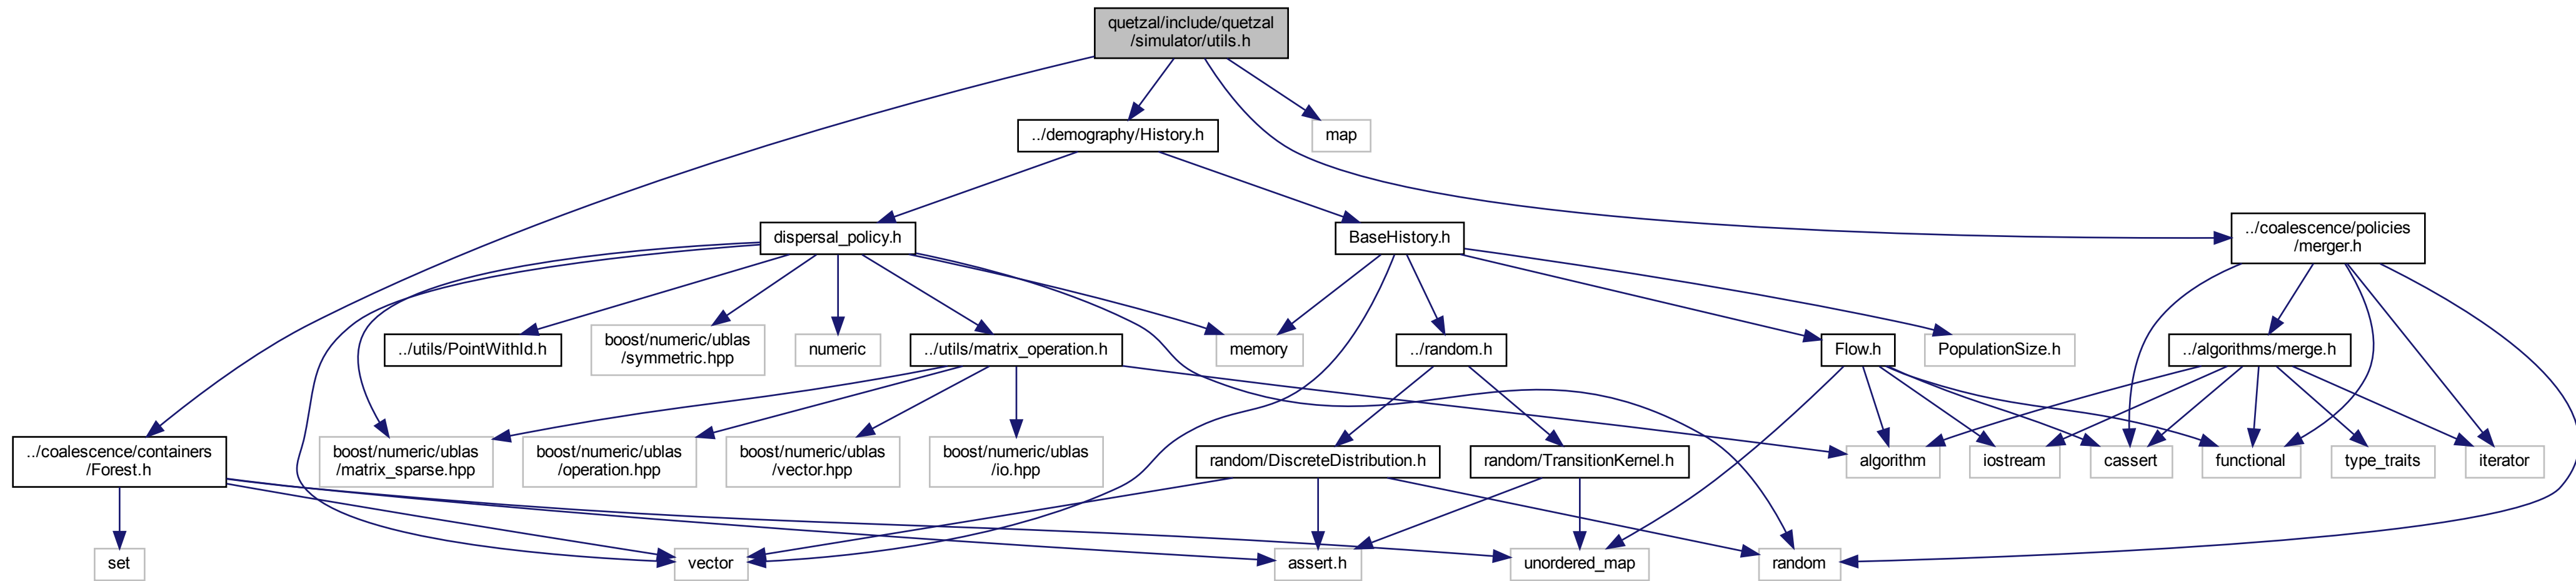 quetzal/include/quetzal
/simulator/utils.h
../demography/History.h
map
dispersal_policy.h
BaseHistory.h
../coalescence/policies
/merger.h
../utils/PointWithId.h
boost/numeric/ublas
/symmetric.hpp
numeric
../utils/matrix_operation.h
memory
../random.h
Flow.h
PopulationSize.h
../algorithms/merge.h
../coalescence/containers
/Forest.h
boost/numeric/ublas
/matrix_sparse.hpp
boost/numeric/ublas
/operation.hpp
boost/numeric/ublas
/vector.hpp
boost/numeric/ublas
/io.hpp
random/DiscreteDistribution.h
random/TransitionKernel.h
algorithm
iostream
cassert
functional
type_traits
iterator
set
vector
assert.h
unordered_map
random